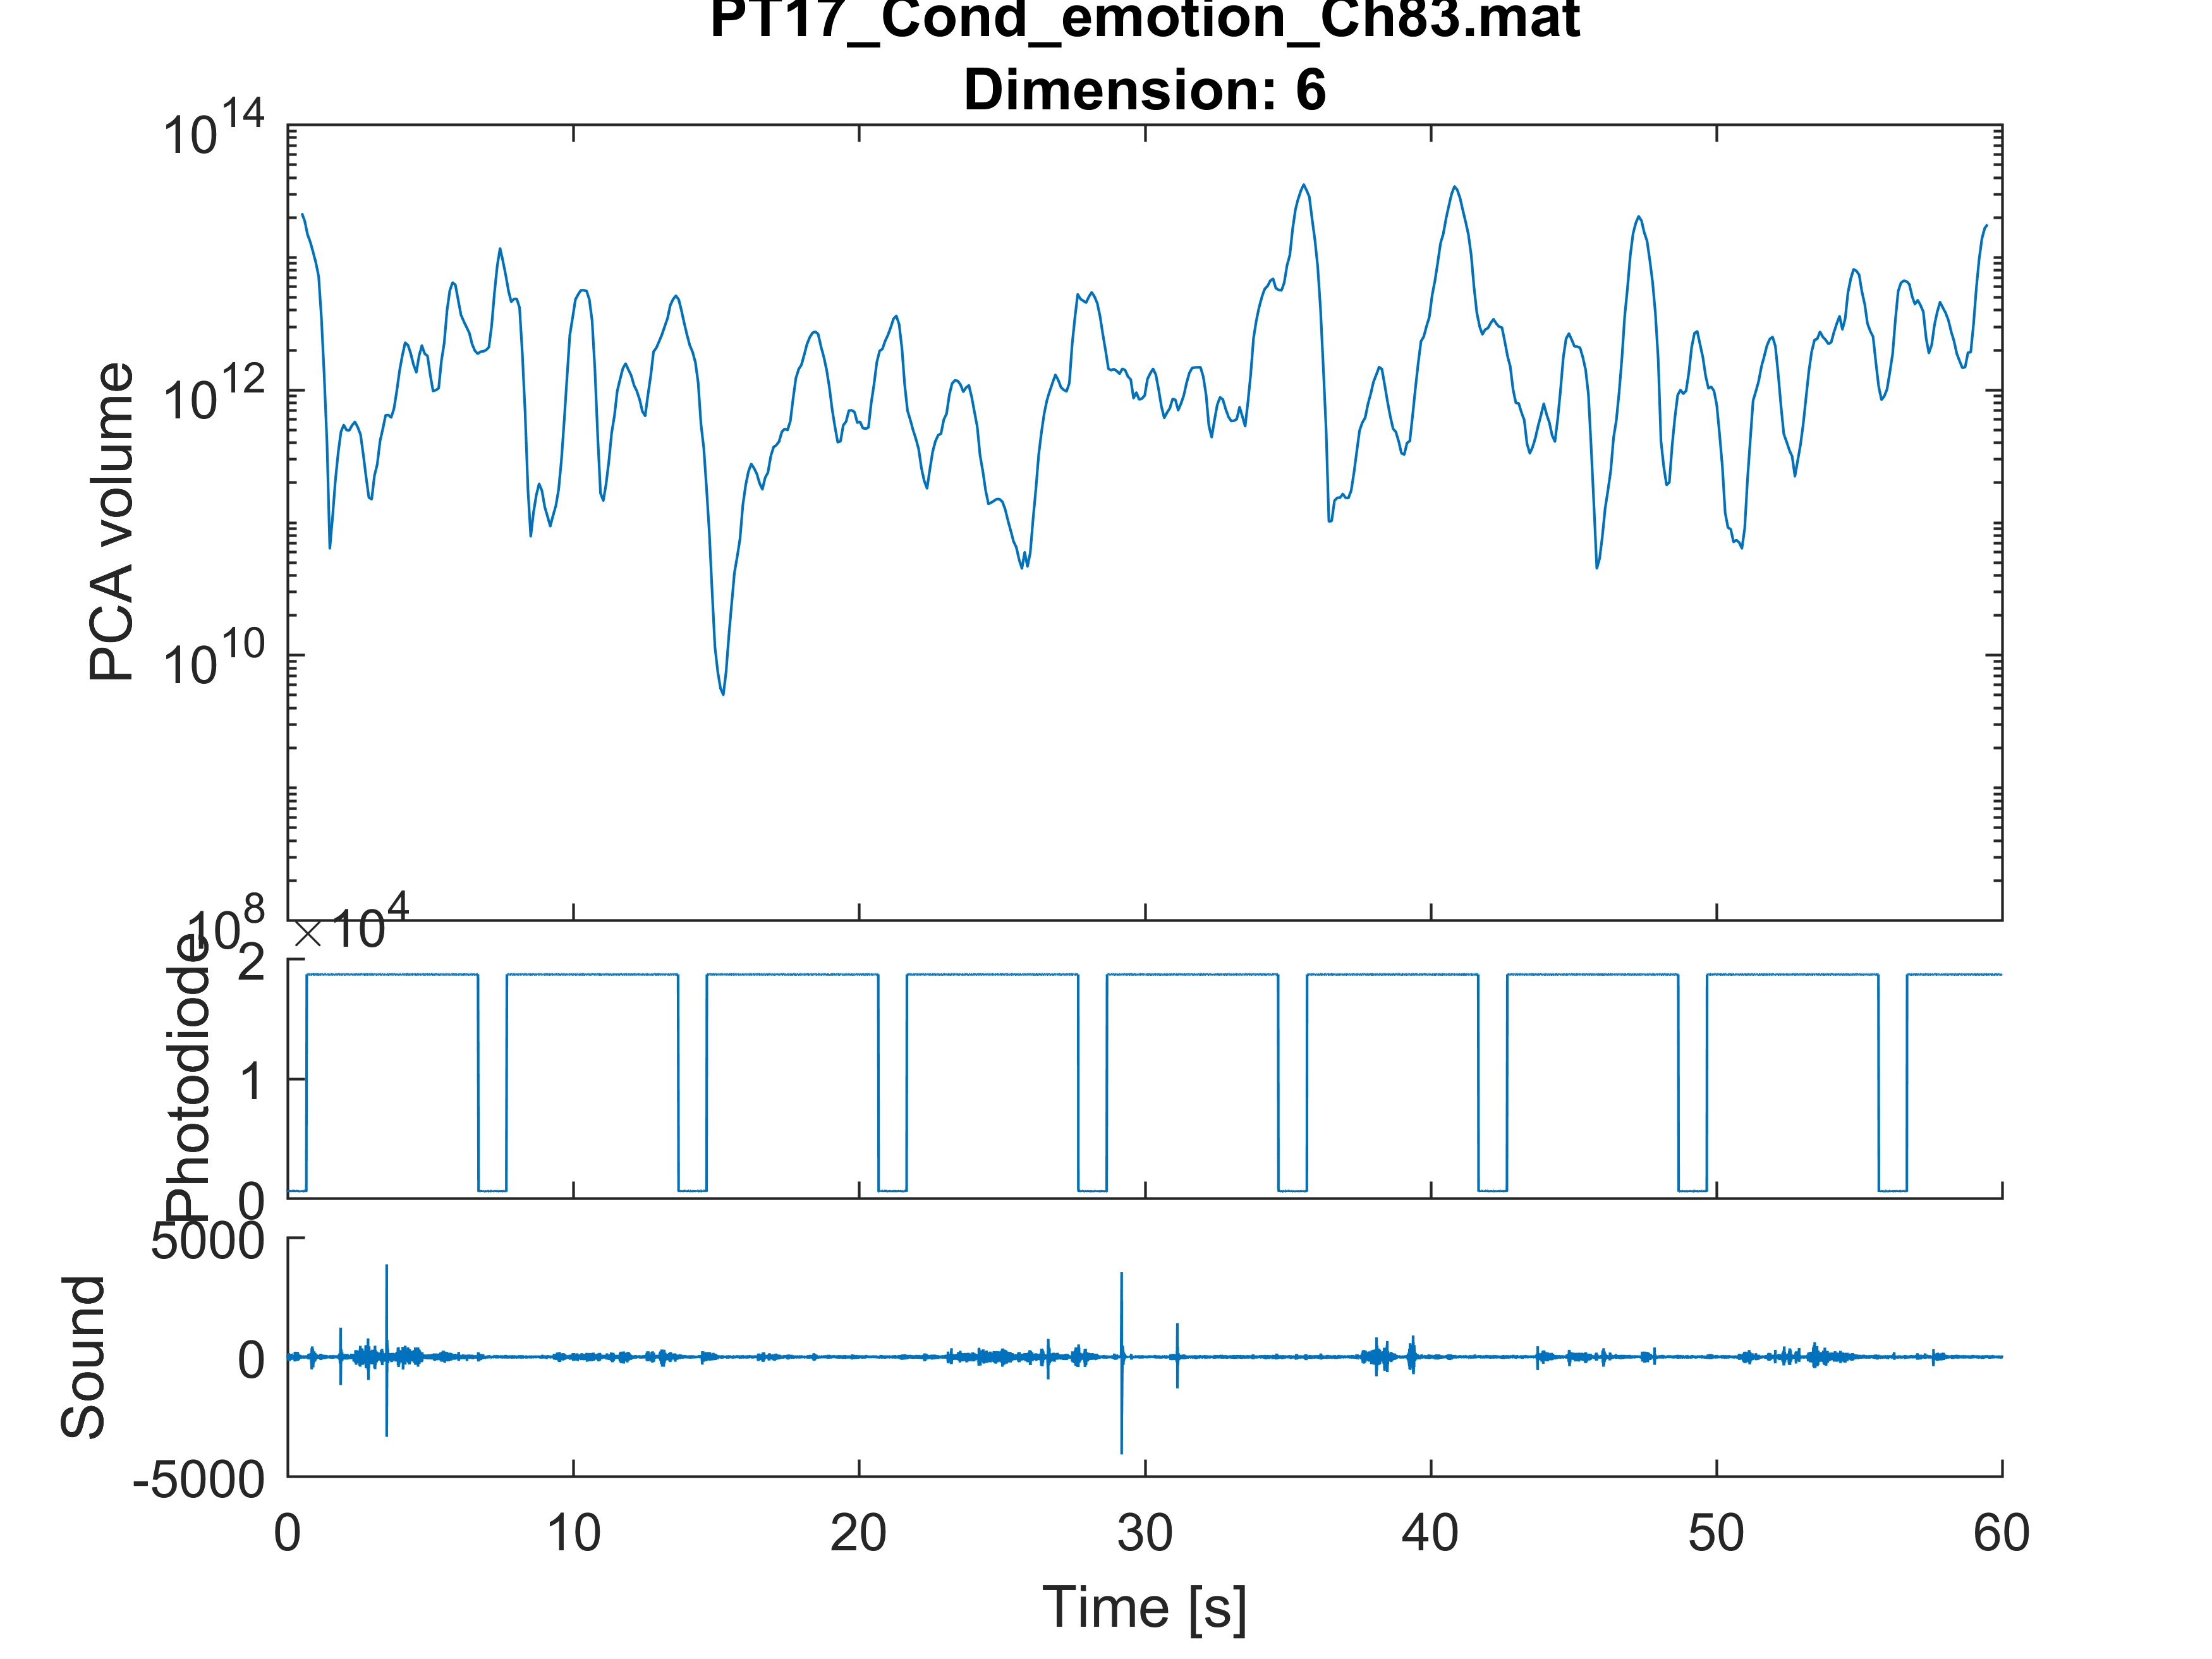 PT17_Cond_emotion_Ch83.mat
Dimension: 6
10^14
10^12
10^10
10^8
PCA volume
× 10^4
2
1
0
Photodiode
5000
0
-5000
Sound
0 10 20 30 40 50 60
Time [s]